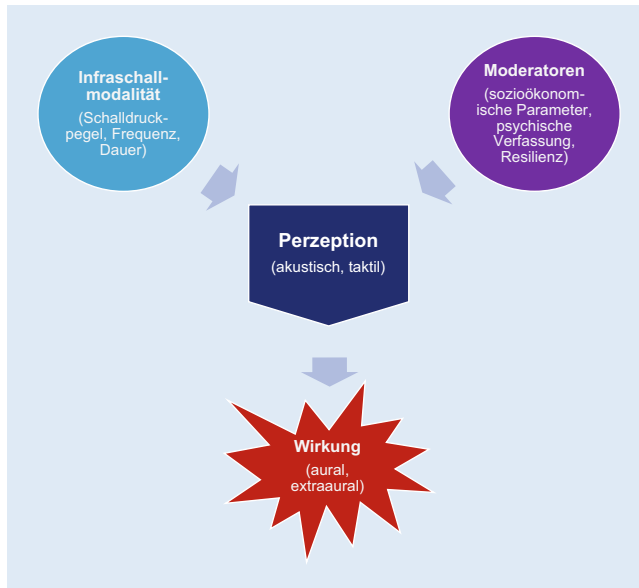 Infraschall-
modalität
(Schalldruck-
pegel, Frequenz,
Dauer)
Moderatoren
(sozioökonom-
ische Parameter,
psychische
Verfassung,
Resilienz)
Perzeption
(akustisch, taktil)
Wirkung
(aural,
extraaural)